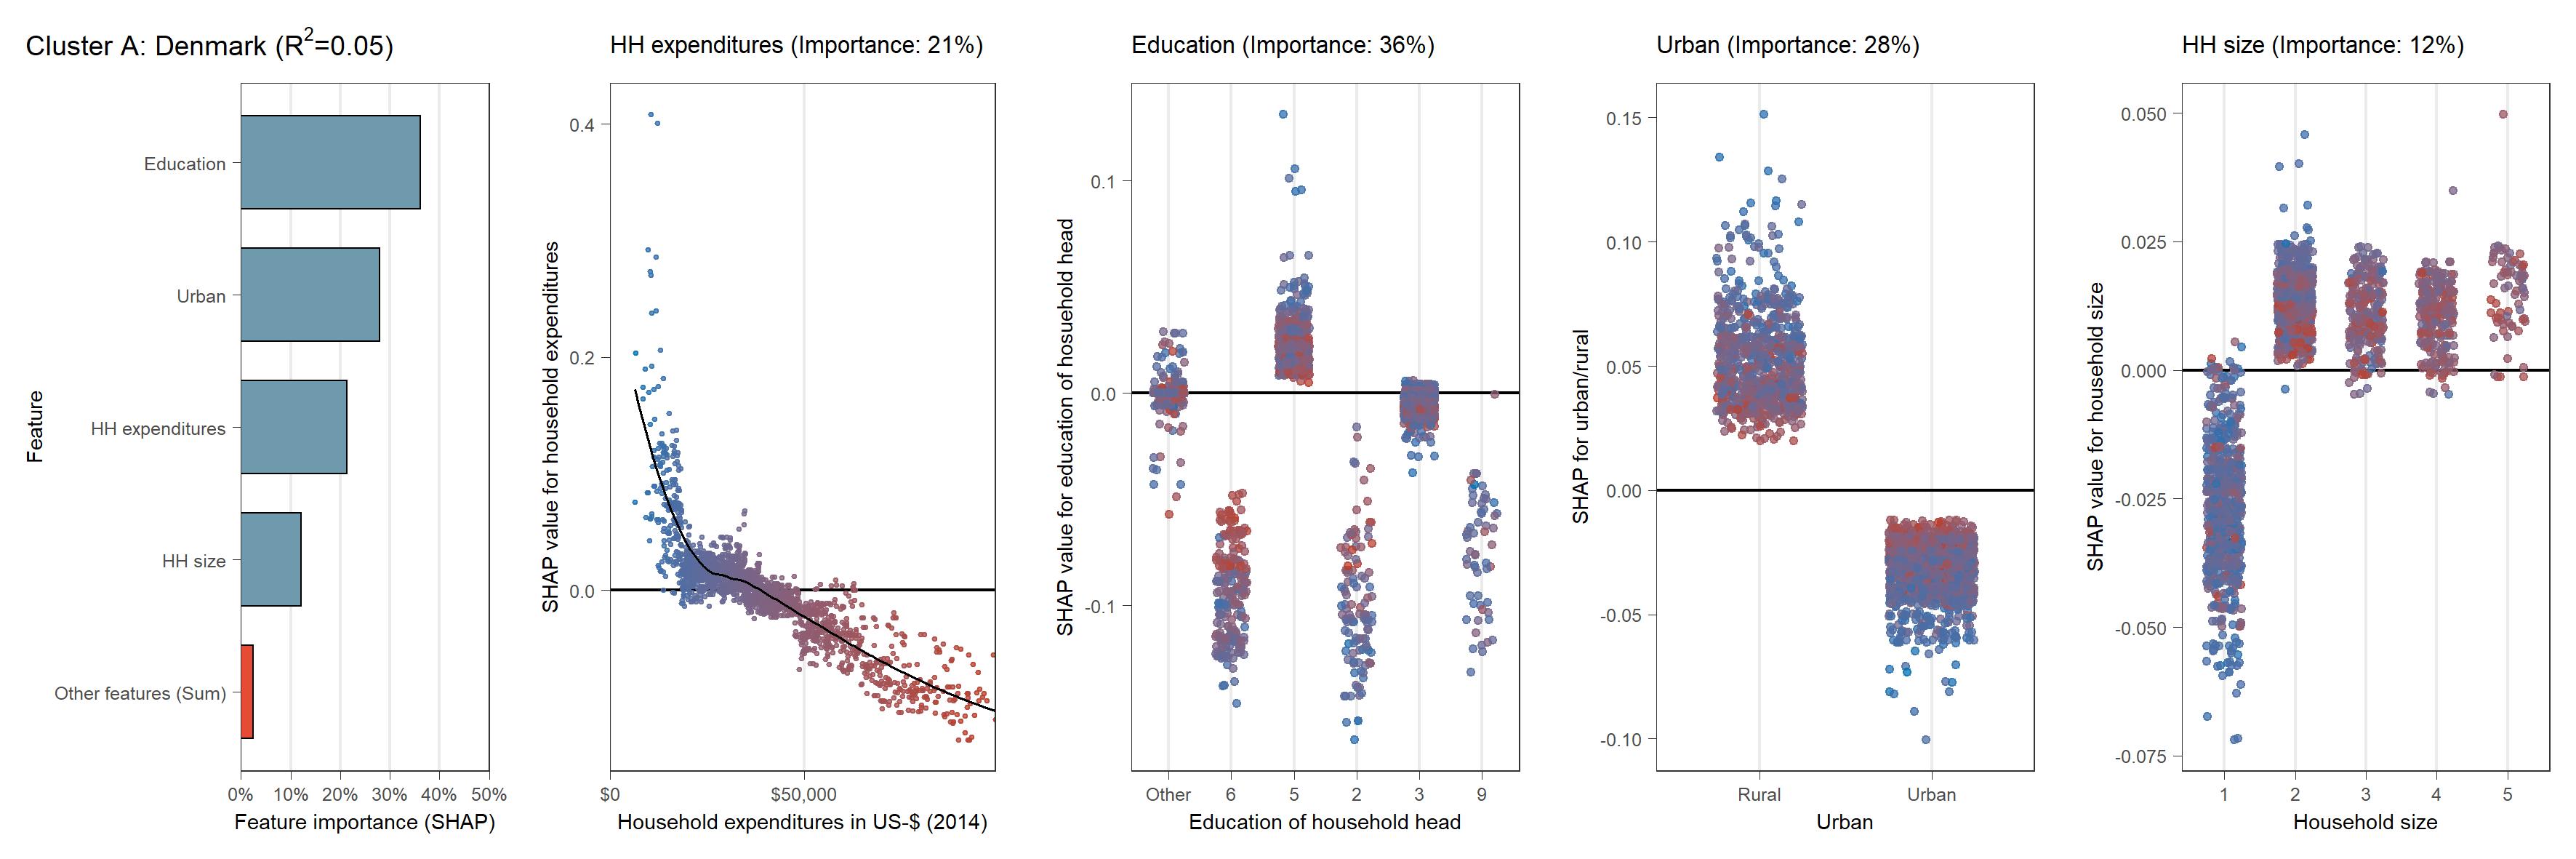 Cluster A: Denmark (R²=0.05)
Feature
Education
Urban
HH expenditures
HH size
Other features (Sum)
0% 10% 20% 30% 40% 50%
Feature importance (SHAP)
HH expenditures (Importance: 21%)
SHAP value for household expenditures
0.4
0.2
0.0
$0 $50,000
Household expenditures in US-$ (2014)
Education (Importance: 36%)
SHAP value for education of hosuehold head
0.1
0.0
-0.1
Other 6 5 2 3 9
Education of household head
Urban (Importance: 28%)
SHAP for urban/rural
0.15
0.10
0.05
0.00
-0.05
-0.10
Rural Urban
Urban
HH size (Importance: 12%)
SHAP value for household size
0.050
0.025
0.000
-0.025
-0.050
-0.075
1 2 3 4 5
Household size